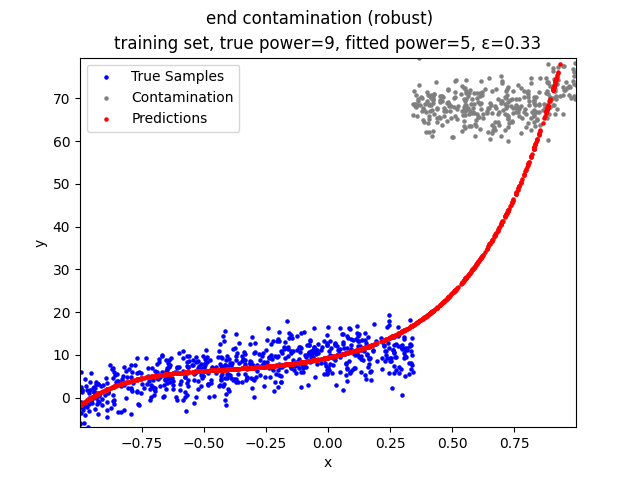 end contamination (robust)
training set, true power=9, fitted power=5, ε=0.33
True Samples
Contamination
Predictions
y
70
60
50
40
30
20
10
0
−0.75
−0.50
−0.25
0.00
0.25
0.50
0.75
x